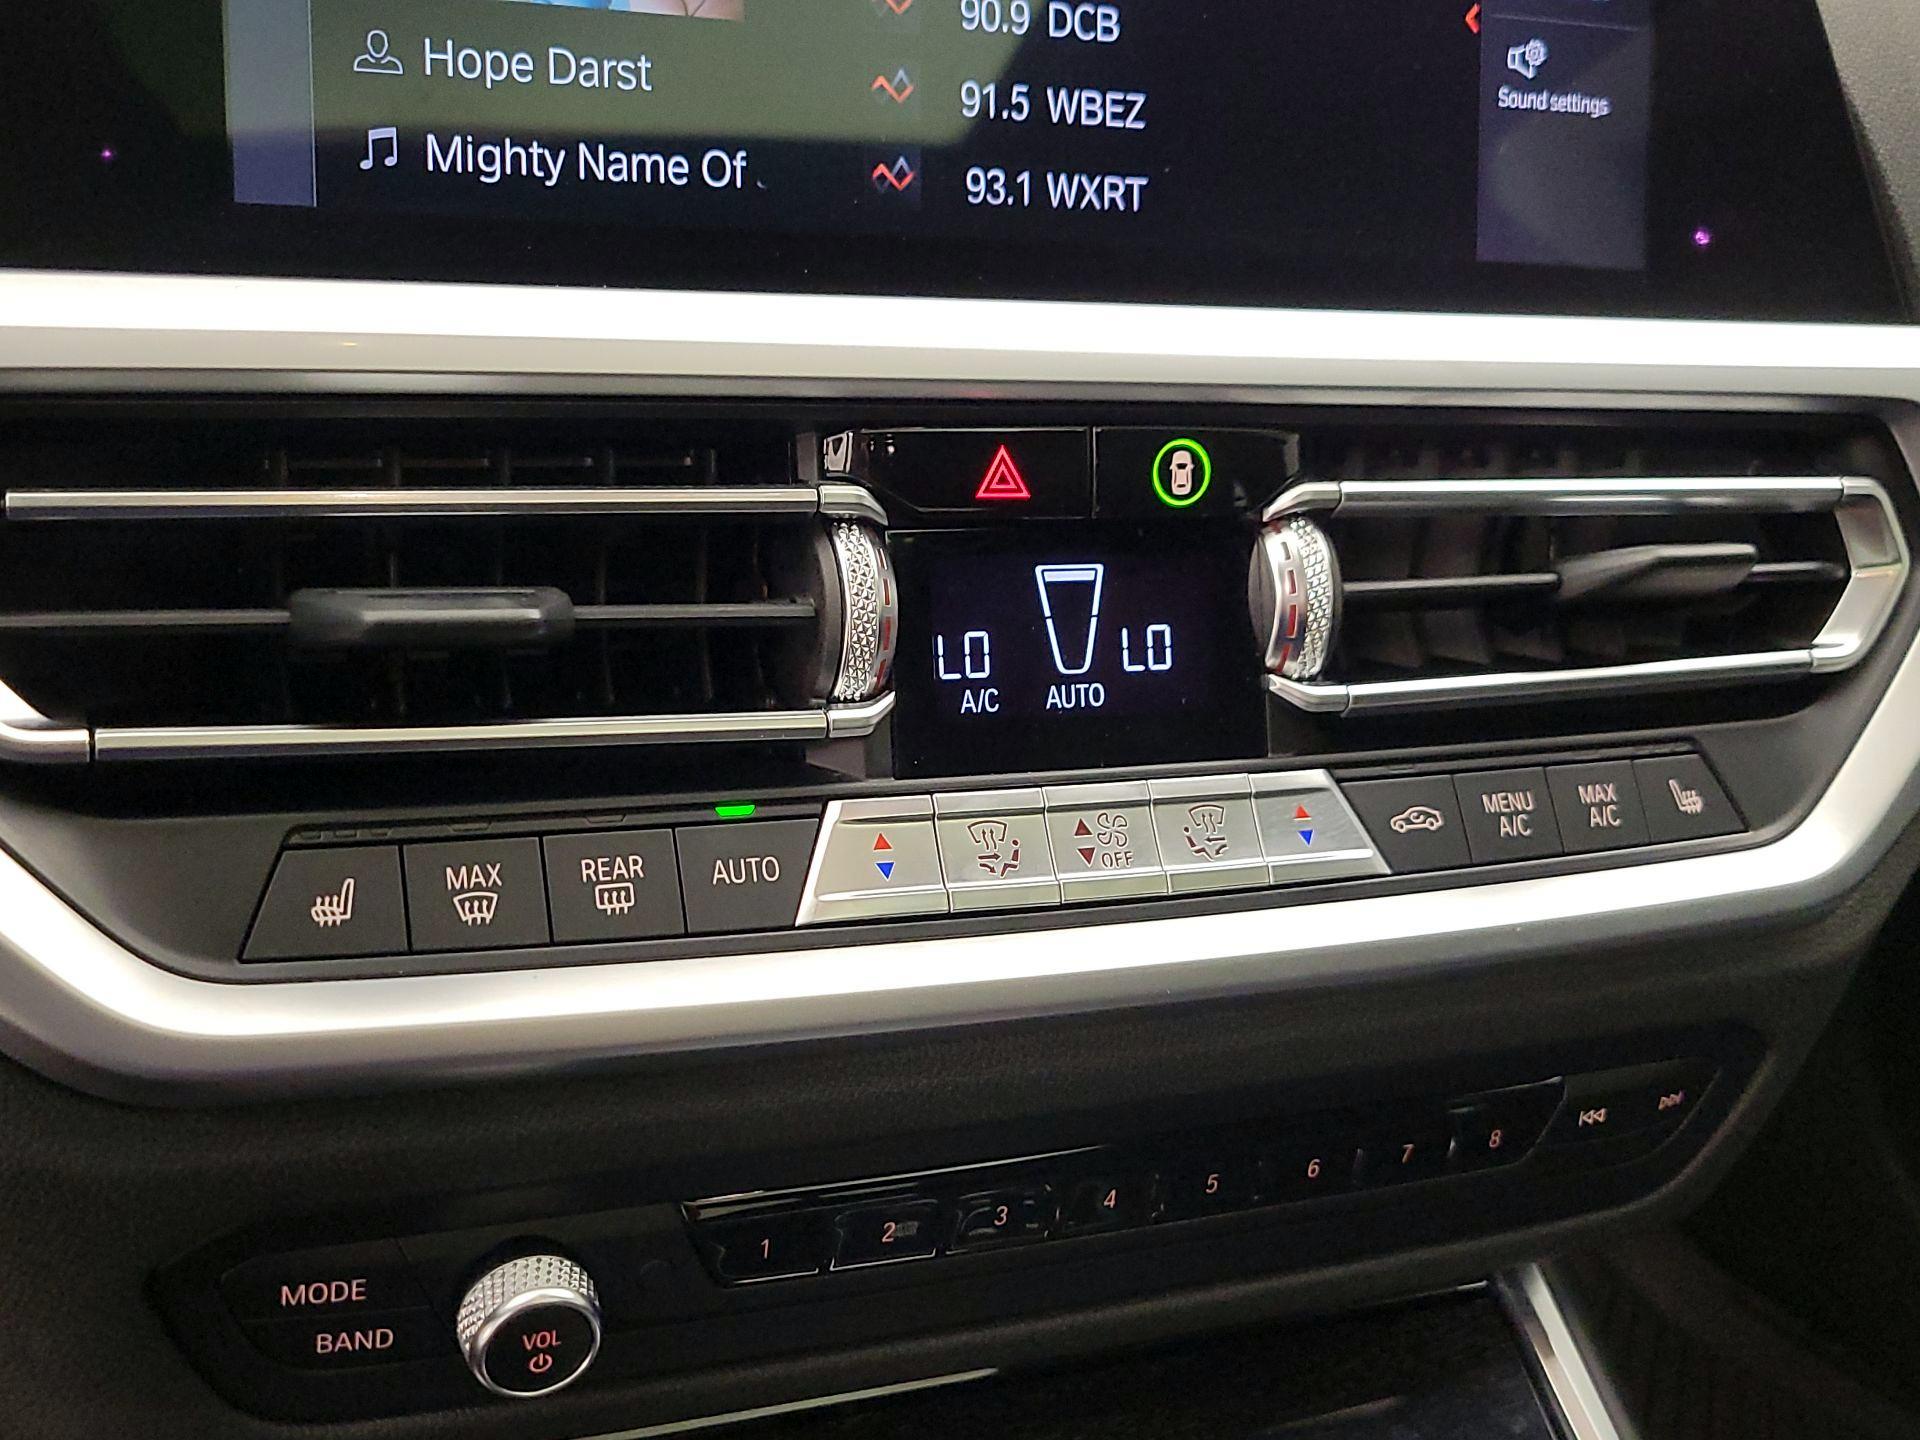 Hope Darst
Mighty Name Of
90.9 DCB
91.5 WBEZ
93.1 WXRT
Sound settings
LO
LO
A/C
AUTO
MAX
REAR
AUTO
OFF
MENU
A/C
MAX
A/C
MODE
BAND
VOL
1
2
3
4
5
6
7
8